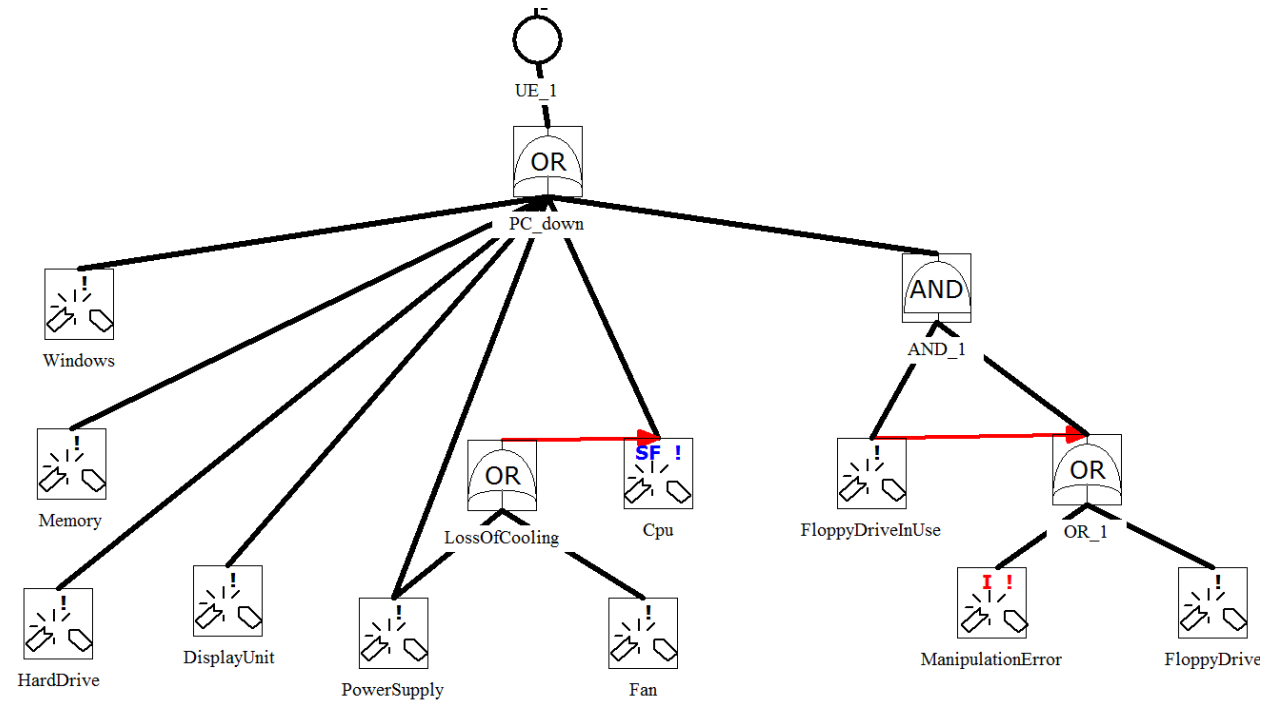 UE_1
OR
PC_down
!
Windows
AND
AND_1
!
Memory
OR
LossOfCooling
SF !
Cpu
!
FloppyDriveInUse
OR
OR_1
!
HardDrive
!
DisplayUnit
!
PowerSupply
!
Fan
I !
ManipulationError
!
FloppyDrive